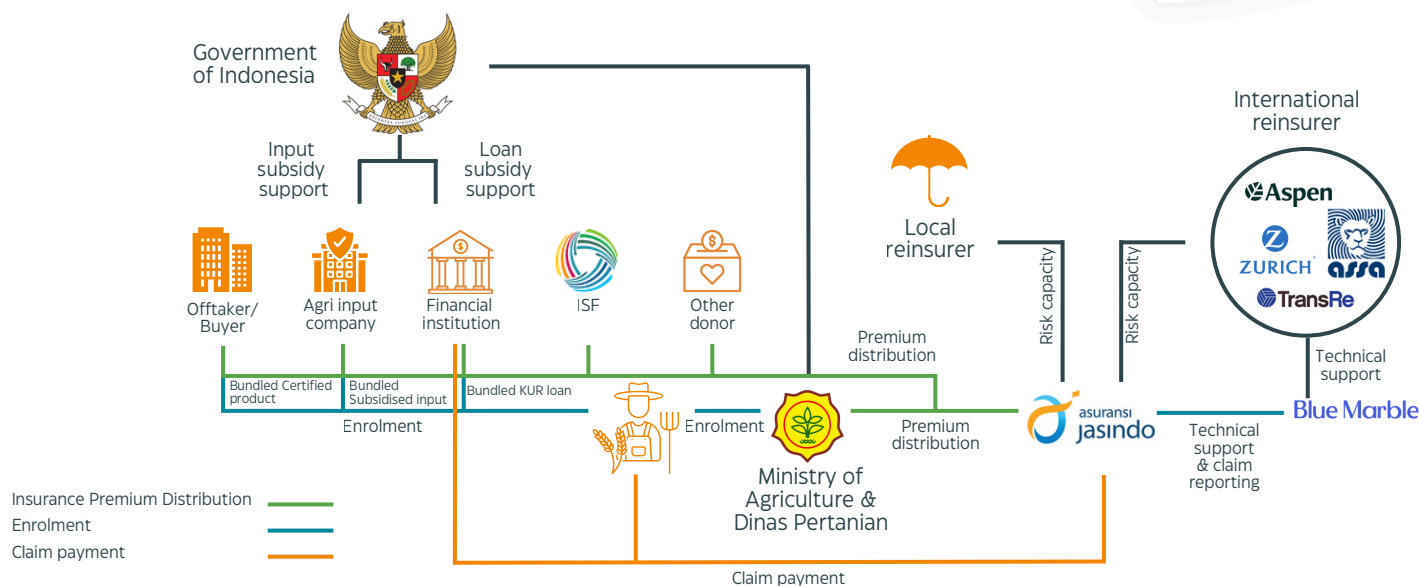 Government
of Indonesia
International
reinsurer
Input
subsidy
support
Loan
subsidy
support
Aspen
ZURICH
assa
TransRe
Local
reinsurer
Offtaker/
Buyer
Agri input
company
Financial
institution
ISF
Other
donor
Risk capacity
Risk capacity
Premium
distribution
Technical
support
Bundled Certified
product
Bundled
Subsidised input
Bundled KUR loan
Enrolment
Enrolment
Premium
distribution
asuransi
jasindo
Blue Marble
Technical
support
& claim
reporting
Ministry of
Agriculture &
Dinas Pertanian
Insurance Premium Distribution
Enrolment
Claim payment
Claim payment